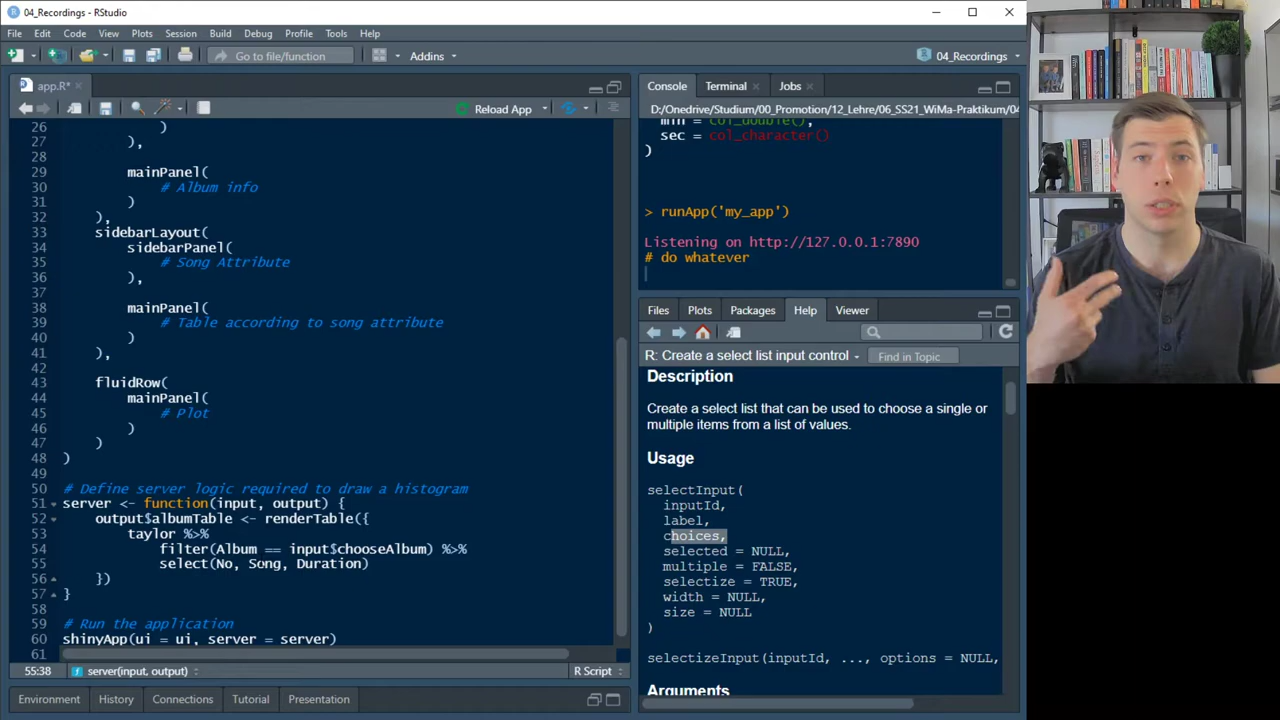 04_Recordings - RStudio
File Edit Code View Plots Session Build Debug Profile Tools Help
Go to file/function Addins 04_Recordings
app.R*
Reload App
26 )
27 ),
28
29 mainPanel(
30 # Album info
31 )
32 ),
33 sidebarLayout(
34 sidebarPanel(
35 # Song Attribute
36 ),
37
38 mainPanel(
39 # Table according to song attribute
40 )
41 ),
42
43 fluidRow(
44 mainPanel(
45 # Plot
46 )
47 )
48 )
49
50 # Define server logic required to draw a histogram
51 server <- function(input, output) {
52 output$albumTable <- renderTable({
53 taylor %>%
54 filter(Album == input$chooseAlbum) %>%
55 select(No, Song, Duration)
56 })
57 }
58
59 # Run the application
60 shinyApp(ui = ui, server = server)
61
55:38 server(input, output) R Script
Environment History Connections Tutorial Presentation
Console Terminal Jobs
D:/Onedrive/Studium/00_Promotion/12_Lehre/06_SS21_WiMa-Praktikum/04
min = col_double(),
sec = col_character()
)
> runApp('my_app')
Listening on http://127.0.0.1:7890
# do whatever
Files Plots Packages Help Viewer
R: Create a select list input control Find in Topic
Description
Create a select list that can be used to choose a single or
multiple items from a list of values.
Usage
selectInput(
inputId,
label,
choices,
selected = NULL,
multiple = FALSE,
selectize = TRUE,
width = NULL,
size = NULL
)
selectizeInput(inputId, ..., options = NULL,
Arguments